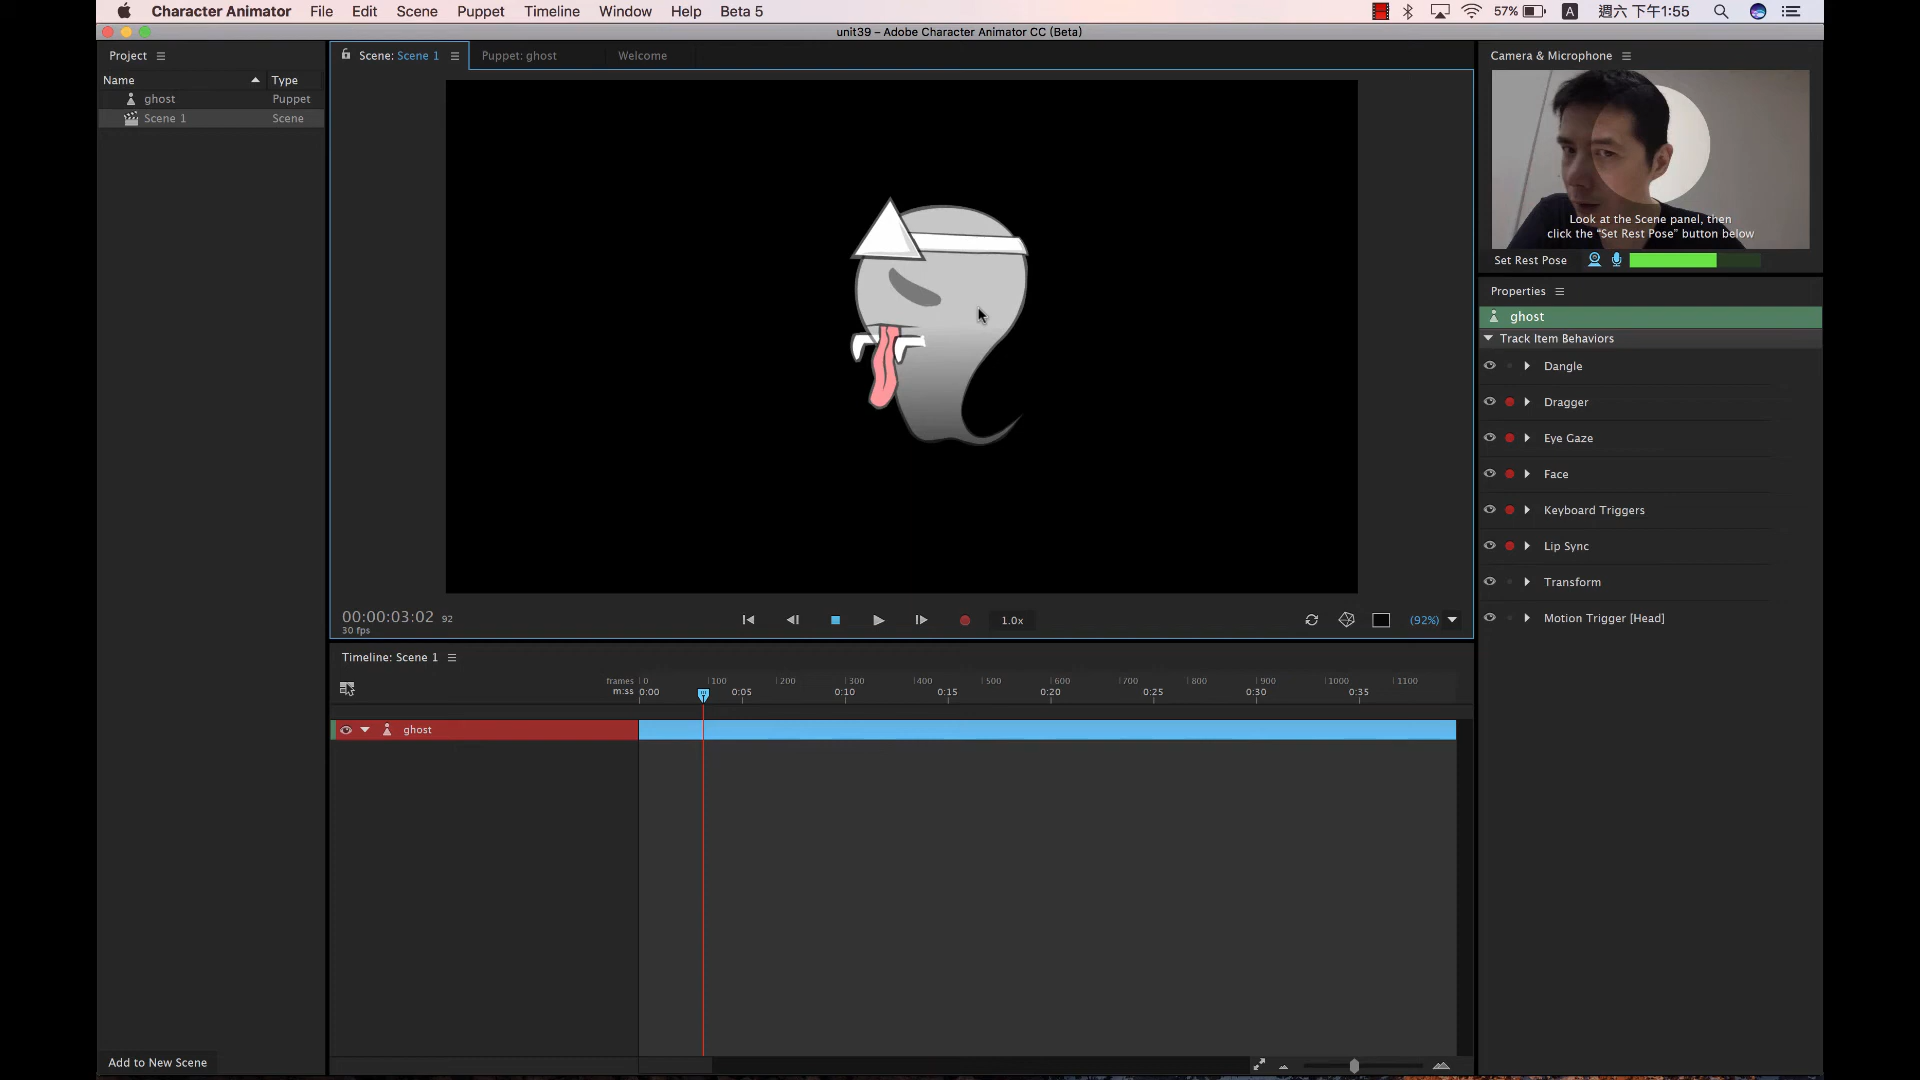 Character Animator File Edit Scene Puppet Timeline Window Help Beta 5 57% A 週六 下午1:55
unit39 – Adobe Character Animator CC (Beta)
Project
Name Type
ghost Puppet
Scene 1 Scene
Add to New Scene
Scene: Scene 1 Puppet: ghost Welcome
00:00:03:02 92
30 fps
1.0x
(92%)
Timeline: Scene 1
frames 0 100 200 300 400 500 600 700 800 900 1000 1100
m:ss 0:00 0:05 0:10 0:15 0:20 0:25 0:30 0:35
ghost
Camera & Microphone
Look at the Scene panel, then
click the “Set Rest Pose” button below
Set Rest Pose
Properties
ghost
Track Item Behaviors
Dangle
Dragger
Eye Gaze
Face
Keyboard Triggers
Lip Sync
Transform
Motion Trigger [Head]